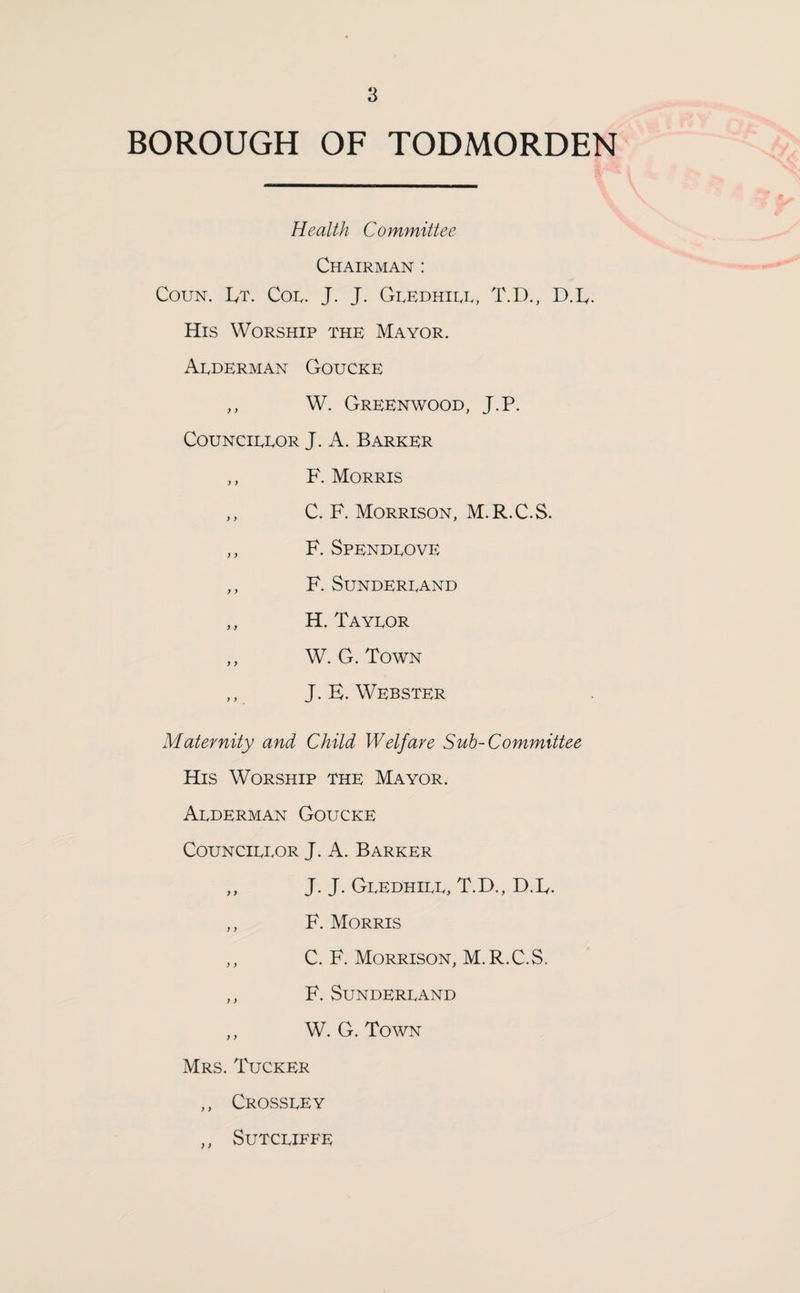 3
BOROUGH OF TODMORDEN
Health Committee
CHAIRMAN :
COUN. LT. COL. J. J. GLEDHILL, T.D., D.L.
HIS WORSHIP THE MAYOR.
ALDERMAN GOUCKE
,, W. GREENWOOD, J.P.
COUNCILLOR J. A. BARKER
,, F. MORRIS
,, C. F. MORRISON, M.R.C.S.
,, F. SPENDLOVE
,, F. SUNDERLAND
,, H. TAYLOR
,, W. G. TOWN
,, J. E. WEBSTER
Maternity and Child Welfare Sub-Committee
HIS WORSHIP THE MAYOR.
ALDERMAN GOUCKE
COUNCILLOR J. A. BARKER
,, J. J. GLEDHILL, T.D., D.L.
,, F. MORRIS
,, C. F. MORRISON, M.R.C.S.
,, F. SUNDERLAND
,, W. G. TOWN
MRS. TUCKER
,, CROSSLEY
,, SUTCLIFFE